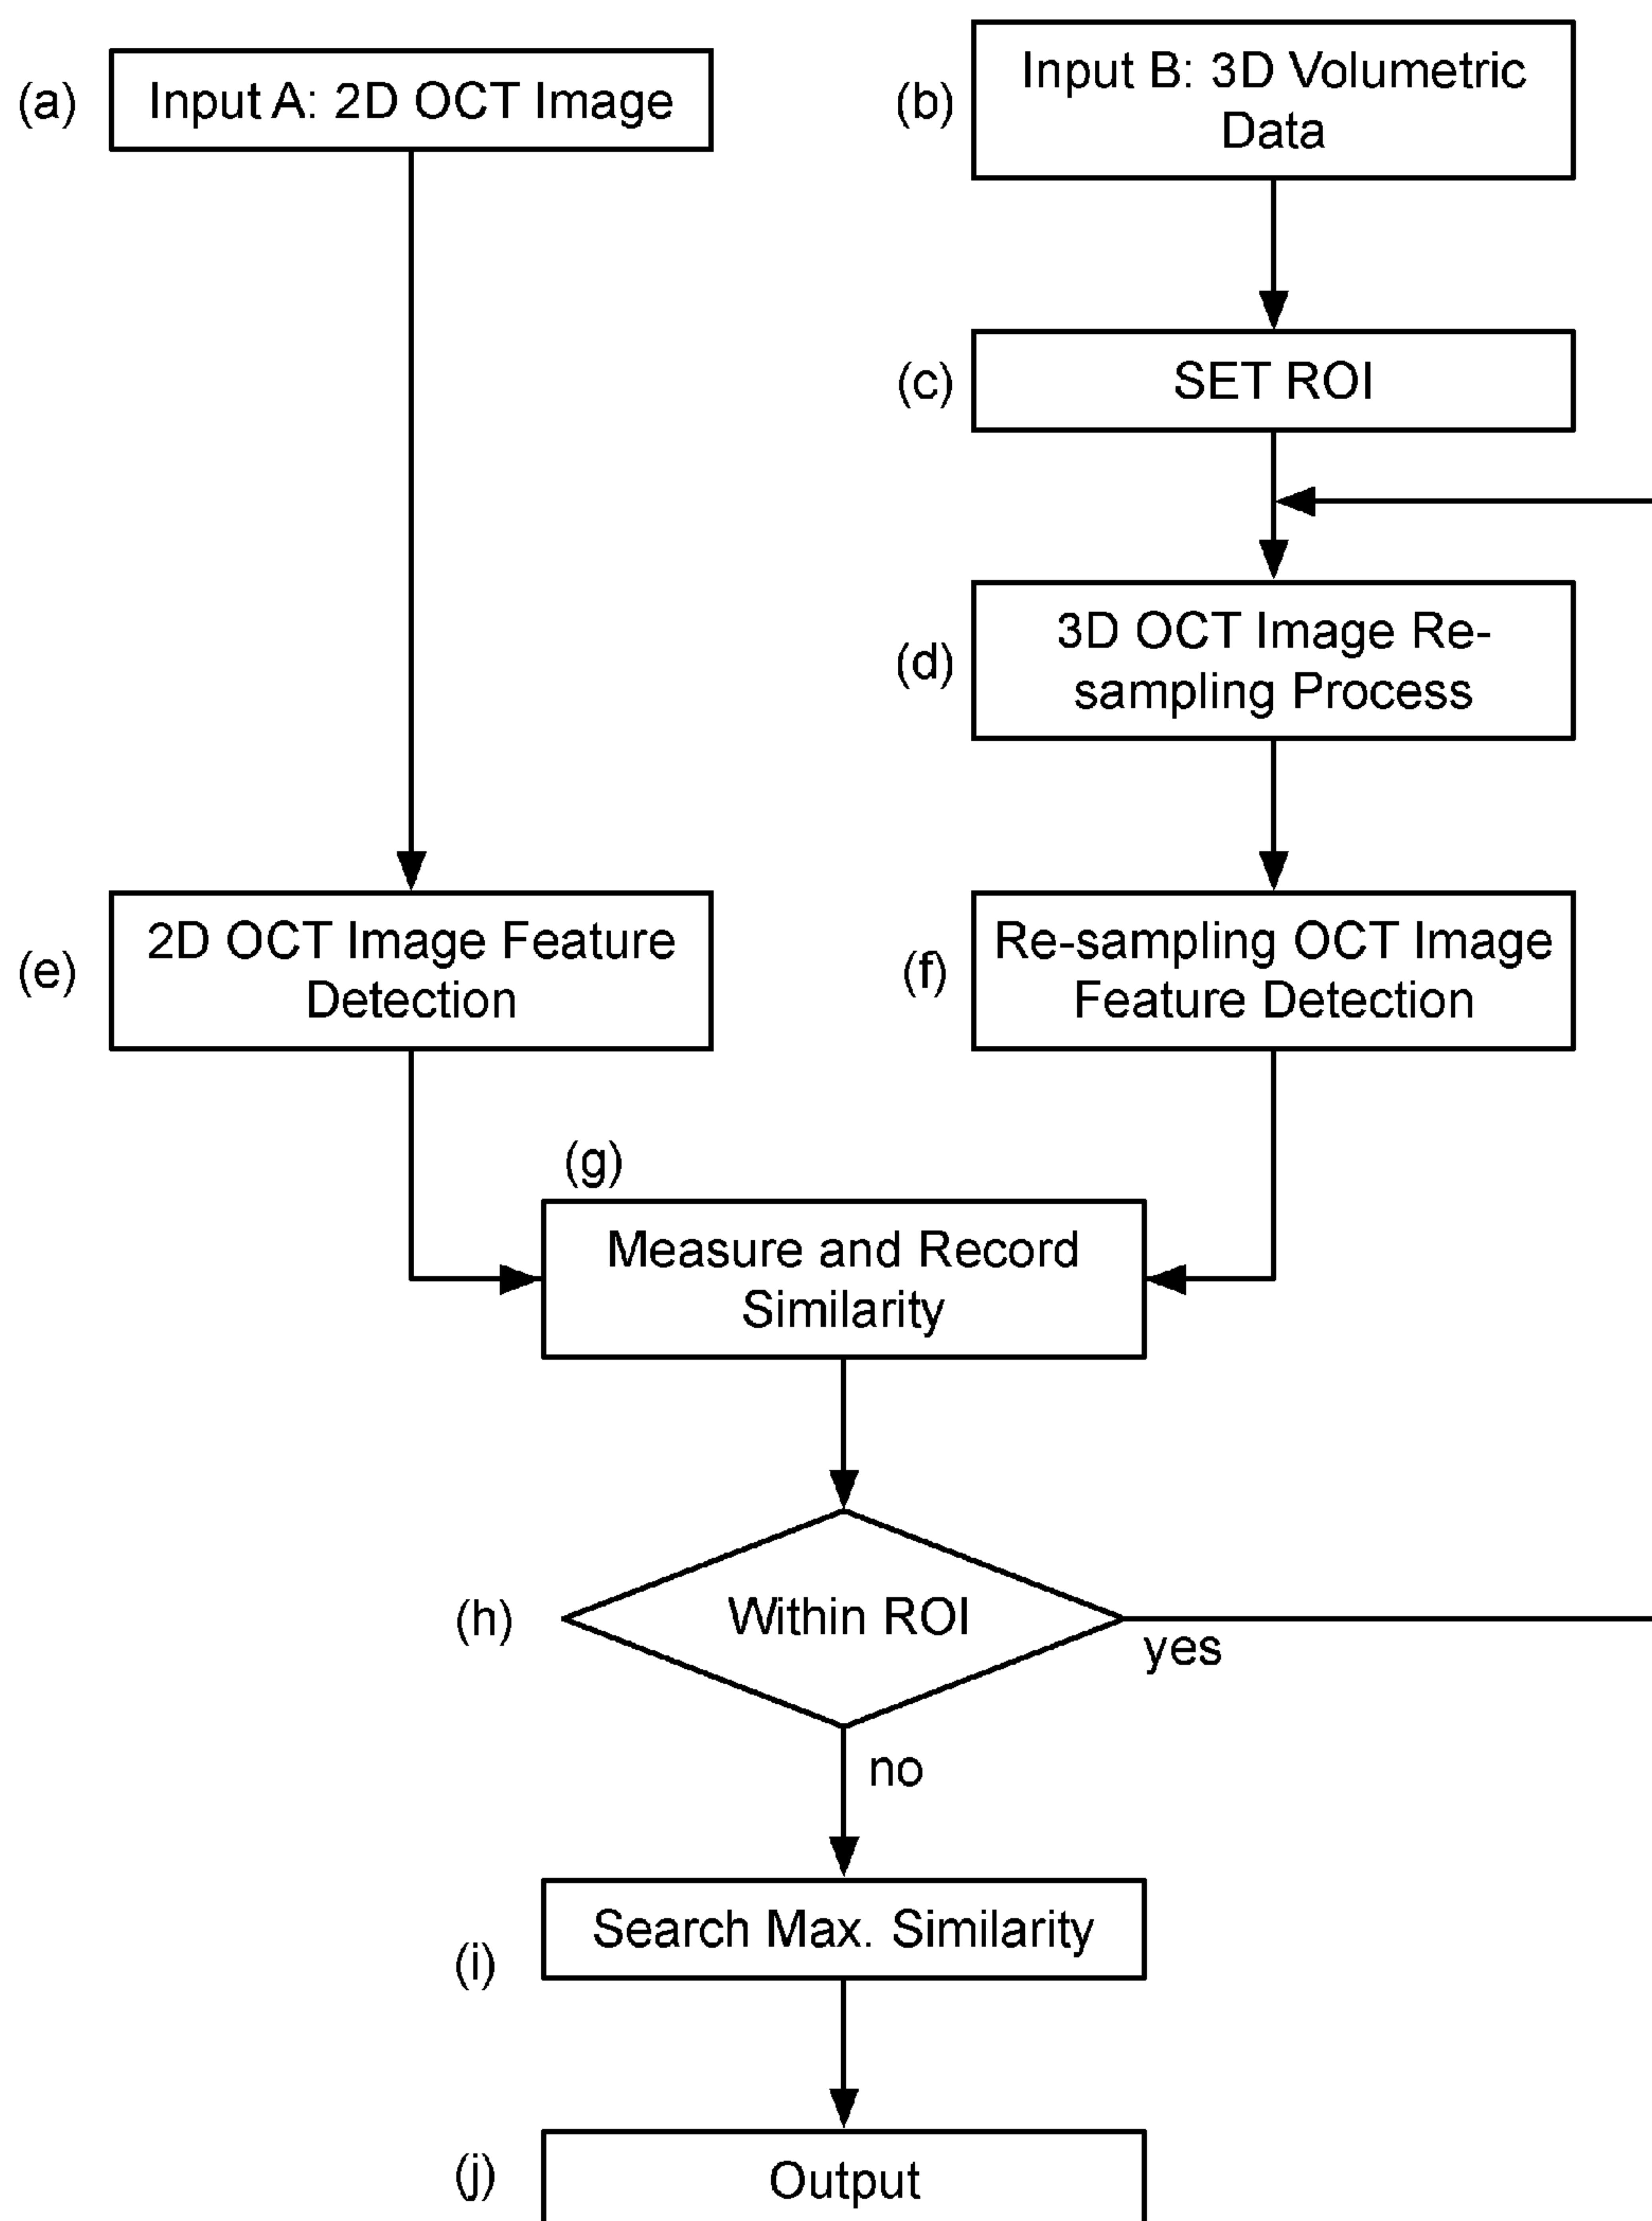 (a)
Input A: 2D OCT Image
(b)
Input B: 3D Volumetric
Data
(c)
SET ROI
(d)
3D OCT Image Re-
sampling Process
(e)
2D OCT Image Feature
Detection
(f)
Re-sampling OCT Image
Feature Detection
(g)
Measure and Record
Similarity
(h)
Within ROI
yes
no
(i)
Search Max. Similarity
(j)
Output